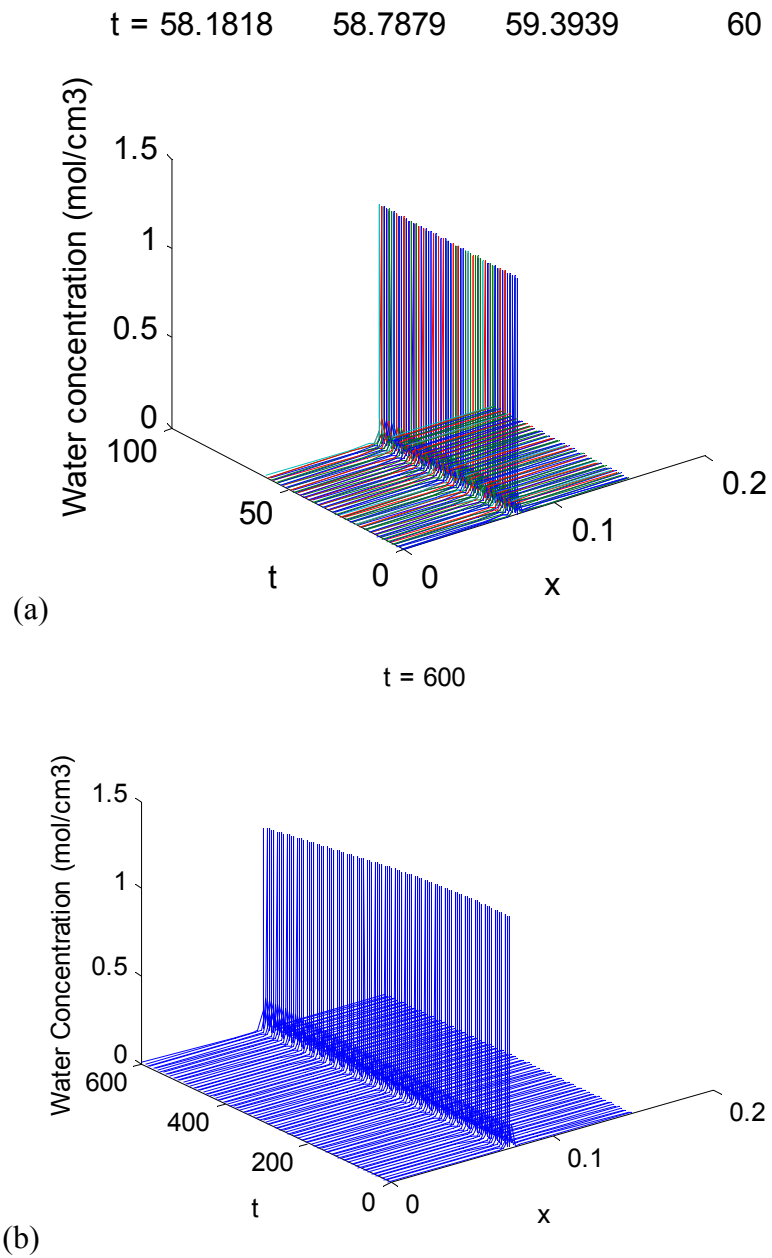 t = 58.1818 58.7879 59.3939 60
Water concentration (mol/cm3)
1.5
1
0.5
0
100
50
0
0
0.1
0.2
t
x
(a)
t = 600
Water Concentration (mol/cm3)
1.5
1
0.5
0
600
400
200
0
0
0.1
0.2
t
x
(b)